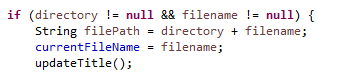 if (directory != null && filename != null) {
    String filePath = directory + filename;
    currentFileName = filename;
    updateTitle();